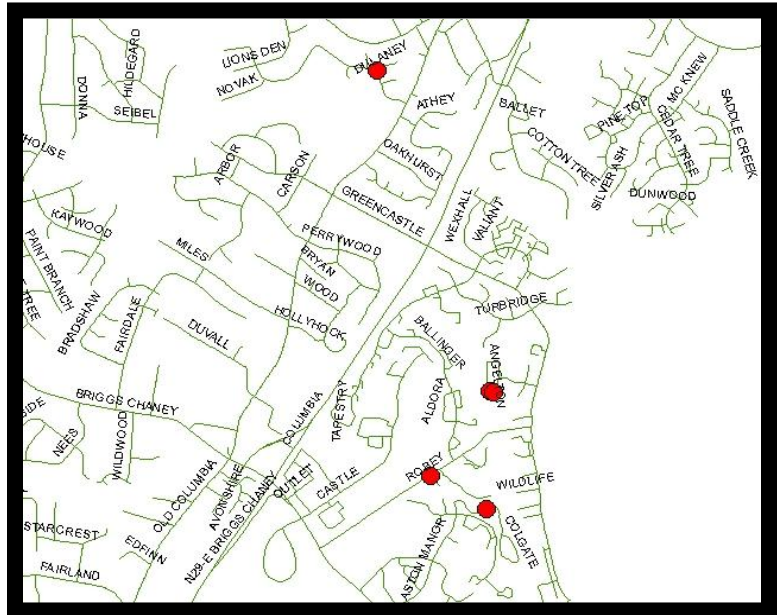 HILDEGARD
LIONS DEN
DULANEY
DONNA
NOVAK
SEIBEL
ATHEY
BALLET
PINE TOP
MC KNEW
SADDLE CREEK
CEDAR TREE
COTTON TREE
HOUSE
OAKHURST
ARBOR
CARSON
SILVER ASH
DUNWOOD
GREENCASTLE
WEXHALL
VALIANT
KAYWOOD
PERRYWOOD
MILES
BRYAN
PAINT BRANCH
WOOD
TREE
BRADSHAW
FAIRDALE
HOLLYHOCK
TURBRIDGE
DUVALL
BALLINGER
ANGELTON
BRIGGS CHANEY
COLUMBIA
TAPESTRY
ALDORA
SIDE
NEES
WILDWOOD
ROBEY
OLD COLUMBIA
AVONSHIRE
OUTLET
CASTLE
WILDLIFE
N29-E BRIGGS CHANEY
STARCREST
EDFINN
ASTON MANOR
COLGATE
FAIRLAND